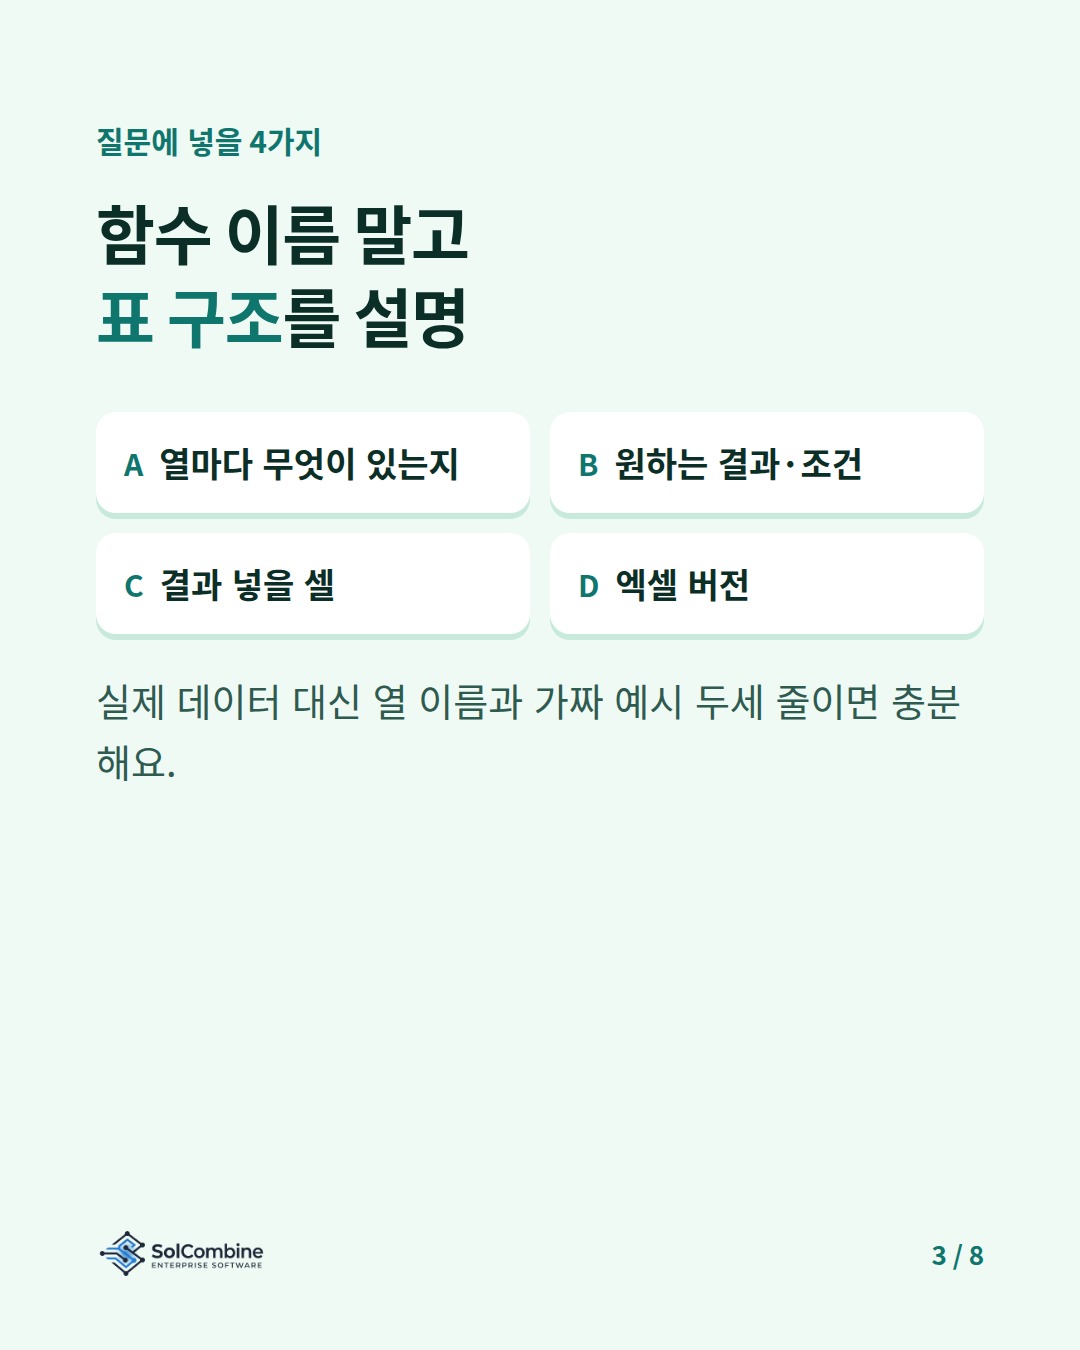 질문에 넣을 4가지
함수 이름 말고
표 구조를 설명
A 열마다 무엇이 있는지
B 원하는 결과·조건
C 결과 넣을 셀
D 엑셀 버전
실제 데이터 대신 열 이름과 가짜 예시 두세 줄이면 충분
해요.
SolCombine
ENTERPRISE SOFTWARE
3 / 8